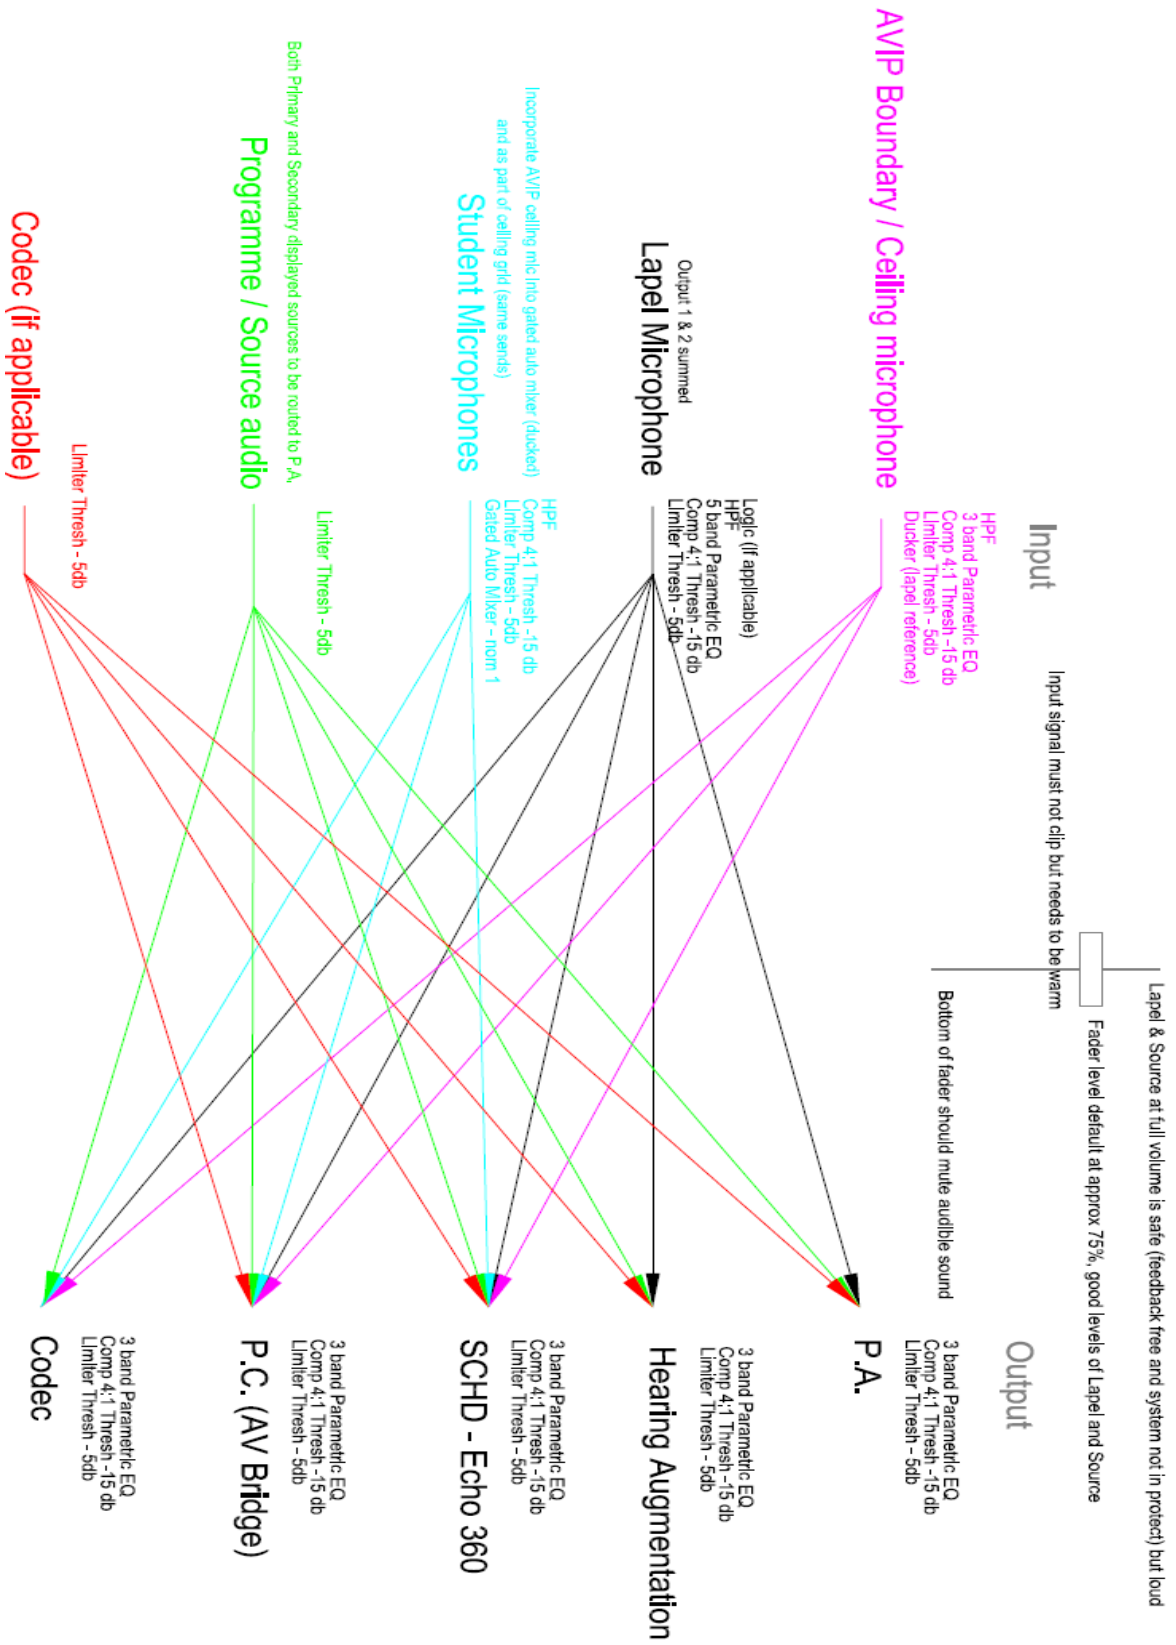 Lapel & Source at full volume is safe (feedback free and system not in protect) but loud
Fader level default at approx 75%, good levels of Lapel and Source
Input signal must not clip but needs to be warm
Bottom of fader should mute audible sound
Input
Output
AVIP Boundary / Ceiling microphone
HPF
3 band Parametric EQ
Comp 4:1 Thresh -15 db
Limiter Thresh - 5db
Ducker (lapel reference)
Output 1 & 2 summed
Lapel Microphone
Logic (if applicable)
HPF
5 band Parametric EQ
Comp 4:1 Thresh -15 db
Limiter Thresh - 5db
Incorporate AVIP ceiling mic into gated auto mixer (ducked)
and as part of ceiling grid (same sends)
Student Microphones
HPF
Comp 4:1 Thresh -15 db
Limiter Thresh - 5db
Gated Auto Mixer - nom 1
Both Primary and Secondary displayed sources to be routed to P.A.
Programme / Source audio
Limiter Thresh - 5db
Codec (if applicable)
Limiter Thresh - 5db
3 band Parametric EQ
Comp 4:1 Thresh -15 db
Limiter Thresh - 5db
P.A.
3 band Parametric EQ
Comp 4:1 Thresh -15 db
Limiter Thresh - 5db
Hearing Augmentation
3 band Parametric EQ
Comp 4:1 Thresh -15 db
Limiter Thresh - 5db
SCHD - Echo 360
3 band Parametric EQ
Comp 4:1 Thresh -15 db
Limiter Thresh - 5db
P.C. (AV Bridge)
3 band Parametric EQ
Comp 4:1 Thresh -15 db
Limiter Thresh - 5db
Codec